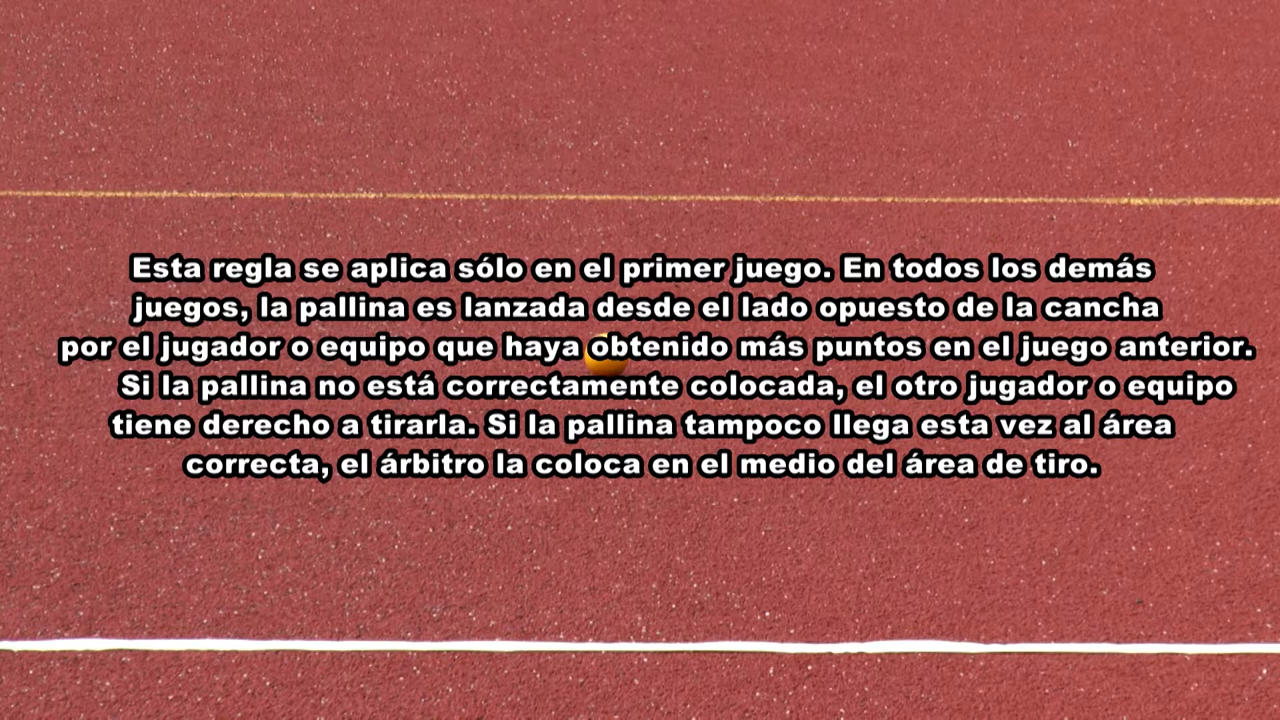 Esta regla se aplica sólo en el primer juego. En todos los demás
juegos, la pallina es lanzada desde el lado opuesto de la cancha
por el jugador o equipo que haya obtenido más puntos en el juego anterior.
Si la pallina no está correctamente colocada, el otro jugador o equipo
tiene derecho a tirarla. Si la pallina tampoco llega esta vez al área
correcta, el árbitro la coloca en el medio del área de tiro.